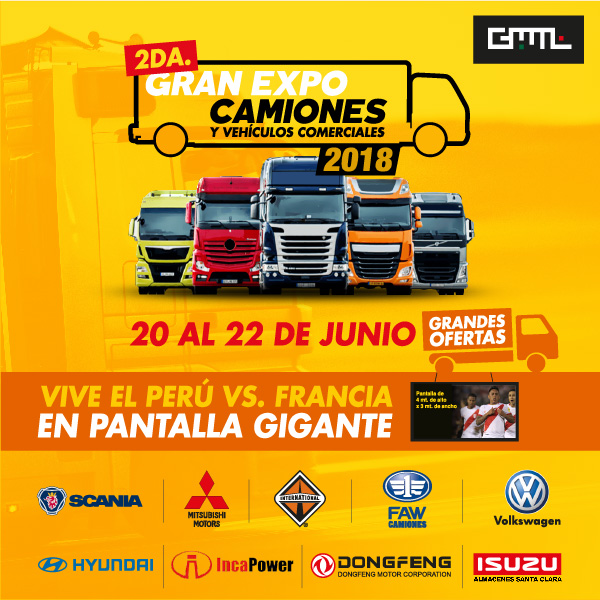 GMTL
2DA.
GRAN EXPO
CAMIONES
Y VEHÍCULOS COMERCIALES
2018
20 AL 22 DE JUNIO
GRANDES
OFERTAS
VIVE EL PERÚ VS. FRANCIA
EN PANTALLA GIGANTE
Pantalla de
4 mt. de alto
x 3 mt. de ancho
SCANIA
MITSUBISHI
MOTORS
INTERNATIONAL
FAW
CAMIONES
Volkswagen
HYUNDAI
IncaPower
DONGFENG
DONGFENG MOTOR CORPORATION
ISUZU
ALMACENES SANTA CLARA